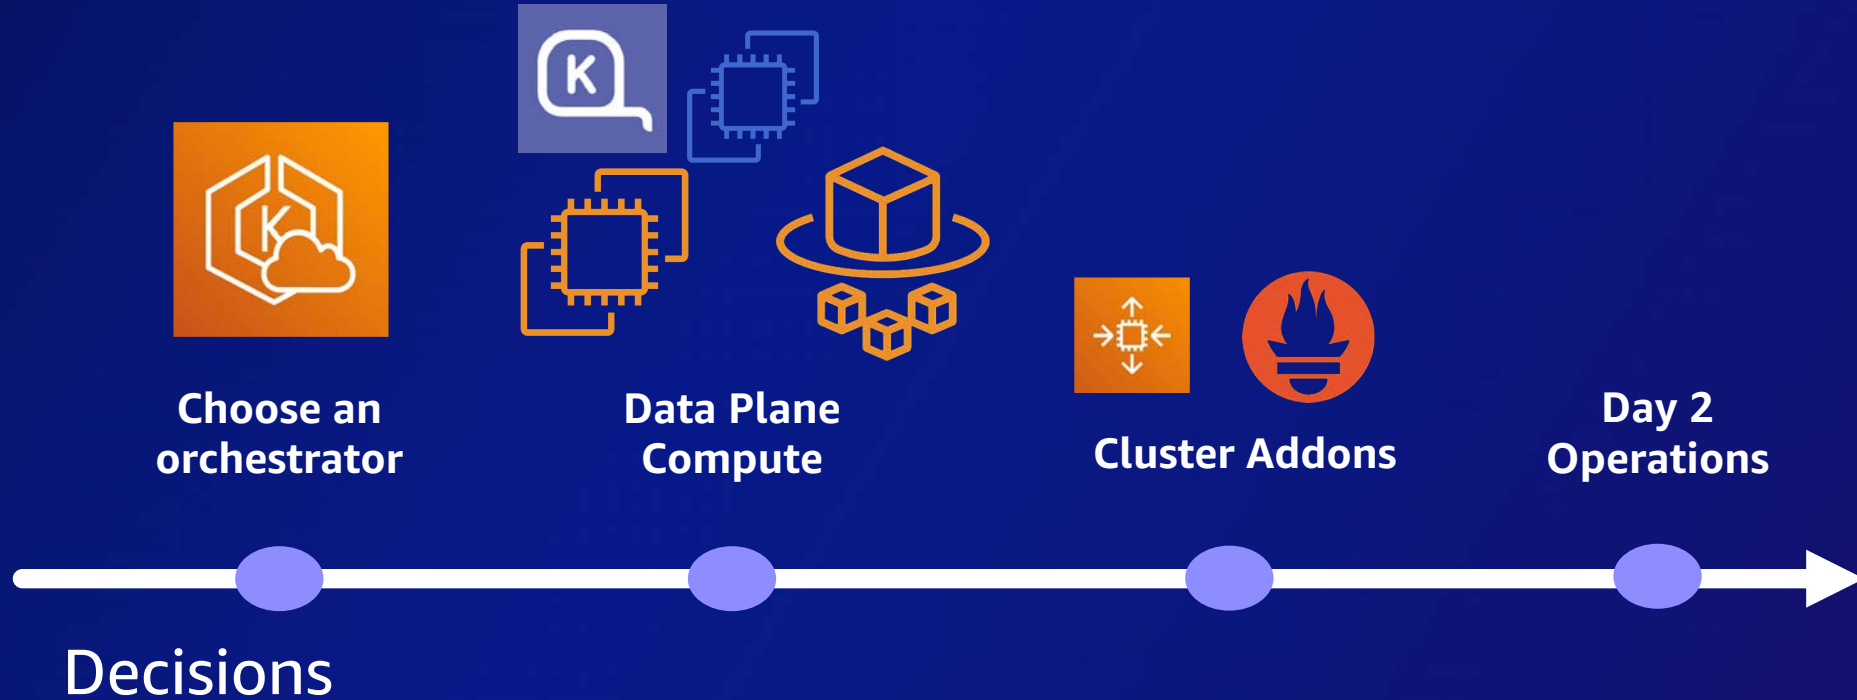 K
K
Choose an
orchestrator
Data Plane
Compute
Cluster Addons
Day 2
Operations
Decisions